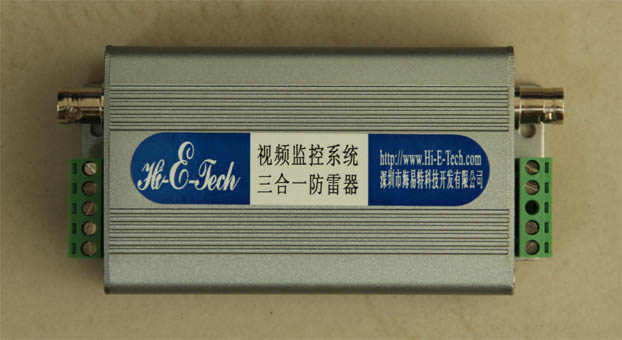 Hi-E-Tech
视频监控系统
三合一防雷器
http://www.Hi-E-Tech.com
深圳市海易特科技开发有限公司